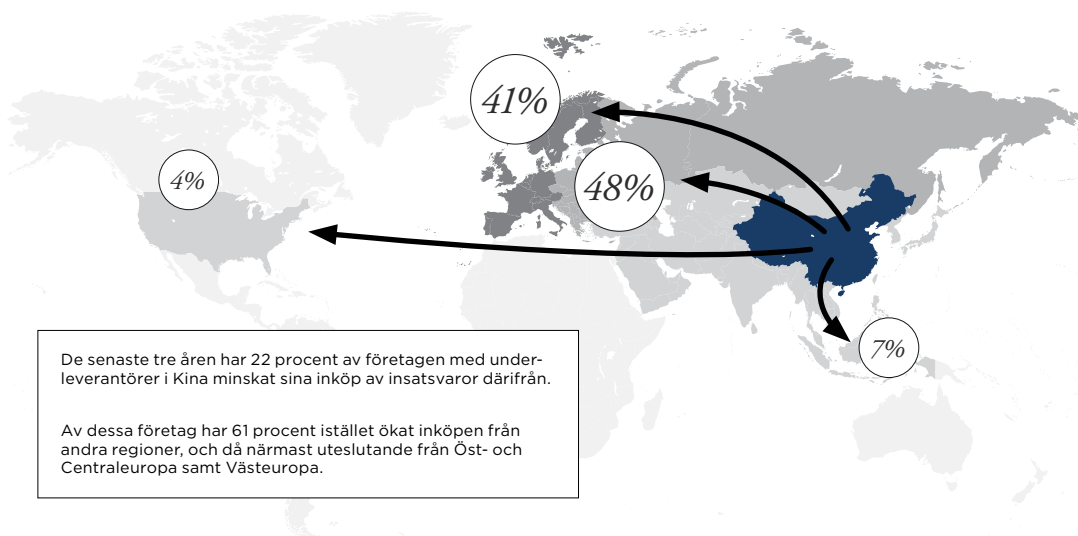 41%
4%
48%
7%
De senaste tre åren har 22 procent av företagen med under-
leverantörer i Kina minskat sina inköp av insatsvaror därifrån.
Av dessa företag har 61 procent istället ökat inköpen från
andra regioner, och då närmast uteslutande från Öst- och
Centraleuropa samt Västeuropa.